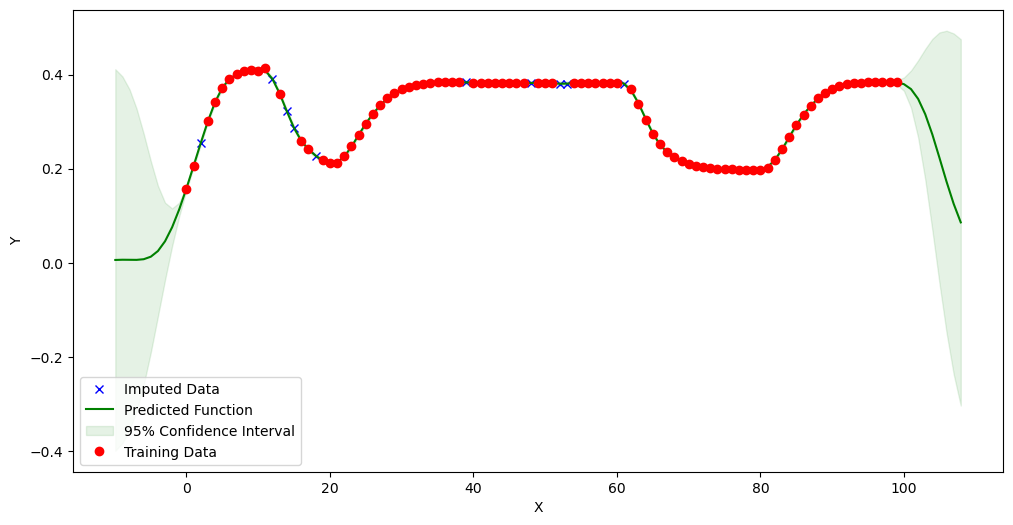 0.4
0.2
0.0
−0.2
−0.4
Y
Imputed Data
Predicted Function
95% Confidence Interval
Training Data
0 20 40 60 80 100
X